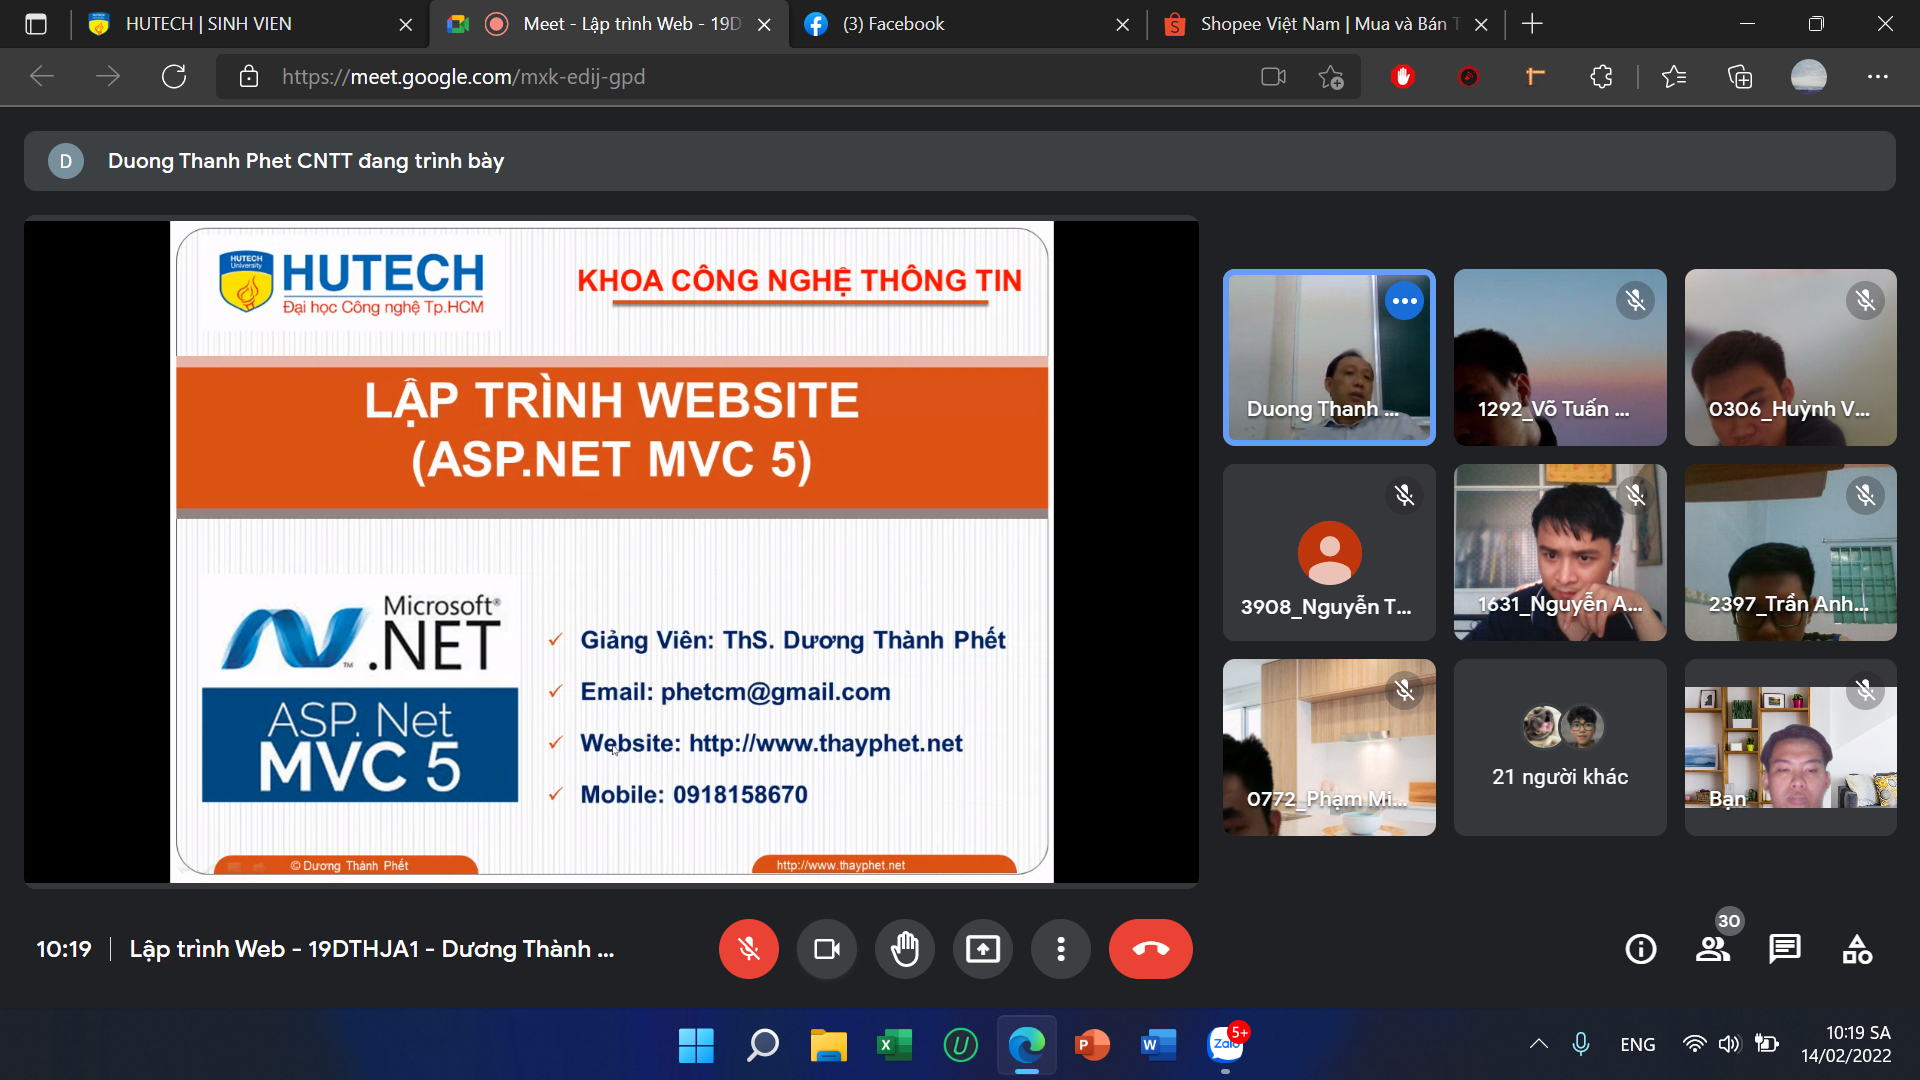 HUTECH | SINH VIEN
Meet - Lập trình Web - 19D
(3) Facebook
Shopee Việt Nam | Mua và Bán T
https://meet.google.com/mxk-edij-gpd
D
Duong Thanh Phet CNTT đang trình bày
HUTECH
University
HUTECH
Đại học Công nghệ Tp.HCM
KHOA CÔNG NGHỆ THÔNG TIN
LẬP TRÌNH WEBSITE
(ASP.NET MVC 5)
Microsoft®
.NET
™
ASP. Net
MVC 5
Giảng Viên: ThS. Dương Thành Phết
Email: phetcm@gmail.com
Website: http://www.thayphet.net
Mobile: 0918158670
© Dương Thành Phết
http://www.thayphet.net
Duong Thanh ...
1292_Võ Tuấn ...
0306_Huỳnh V...
3908_Nguyễn T...
1631_Nguyễn A...
2397_Trần Anh...
0772_Phạm Mi...
21 người khác
Bạn
10:19
Lập trình Web - 19DTHJA1 - Dương Thành ...
30
5+
Zalo
ENG
10:19 SA
14/02/2022